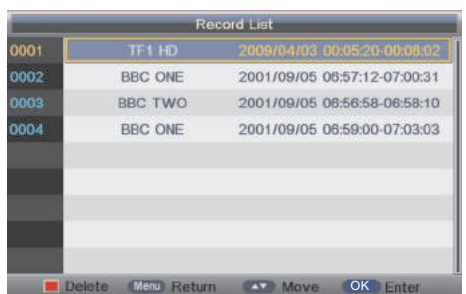 Record List
0001 TF1 HD 2009/04/03 00:05:20-00:08:02
0002 BBC ONE 2001/09/05 06:57:12-07:00:31
0003 BBC TWO 2001/09/05 06:56:58-06:58:10
0004 BBC ONE 2001/09/05 06:59:00-07:03:03
Delete Menu Return Move OK Enter